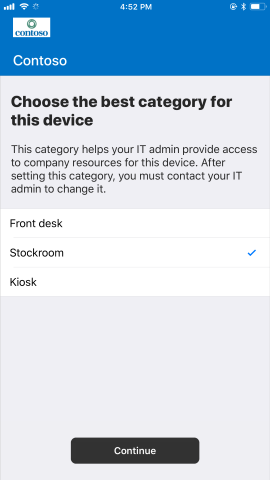 4:52 PM
contoso
Contoso
Choose the best category for
this device
This category helps your IT admin provide access
to company resources for this device. After
setting this category, you must contact your IT
admin to change it.
Front desk
Stockroom
Kiosk
Continue